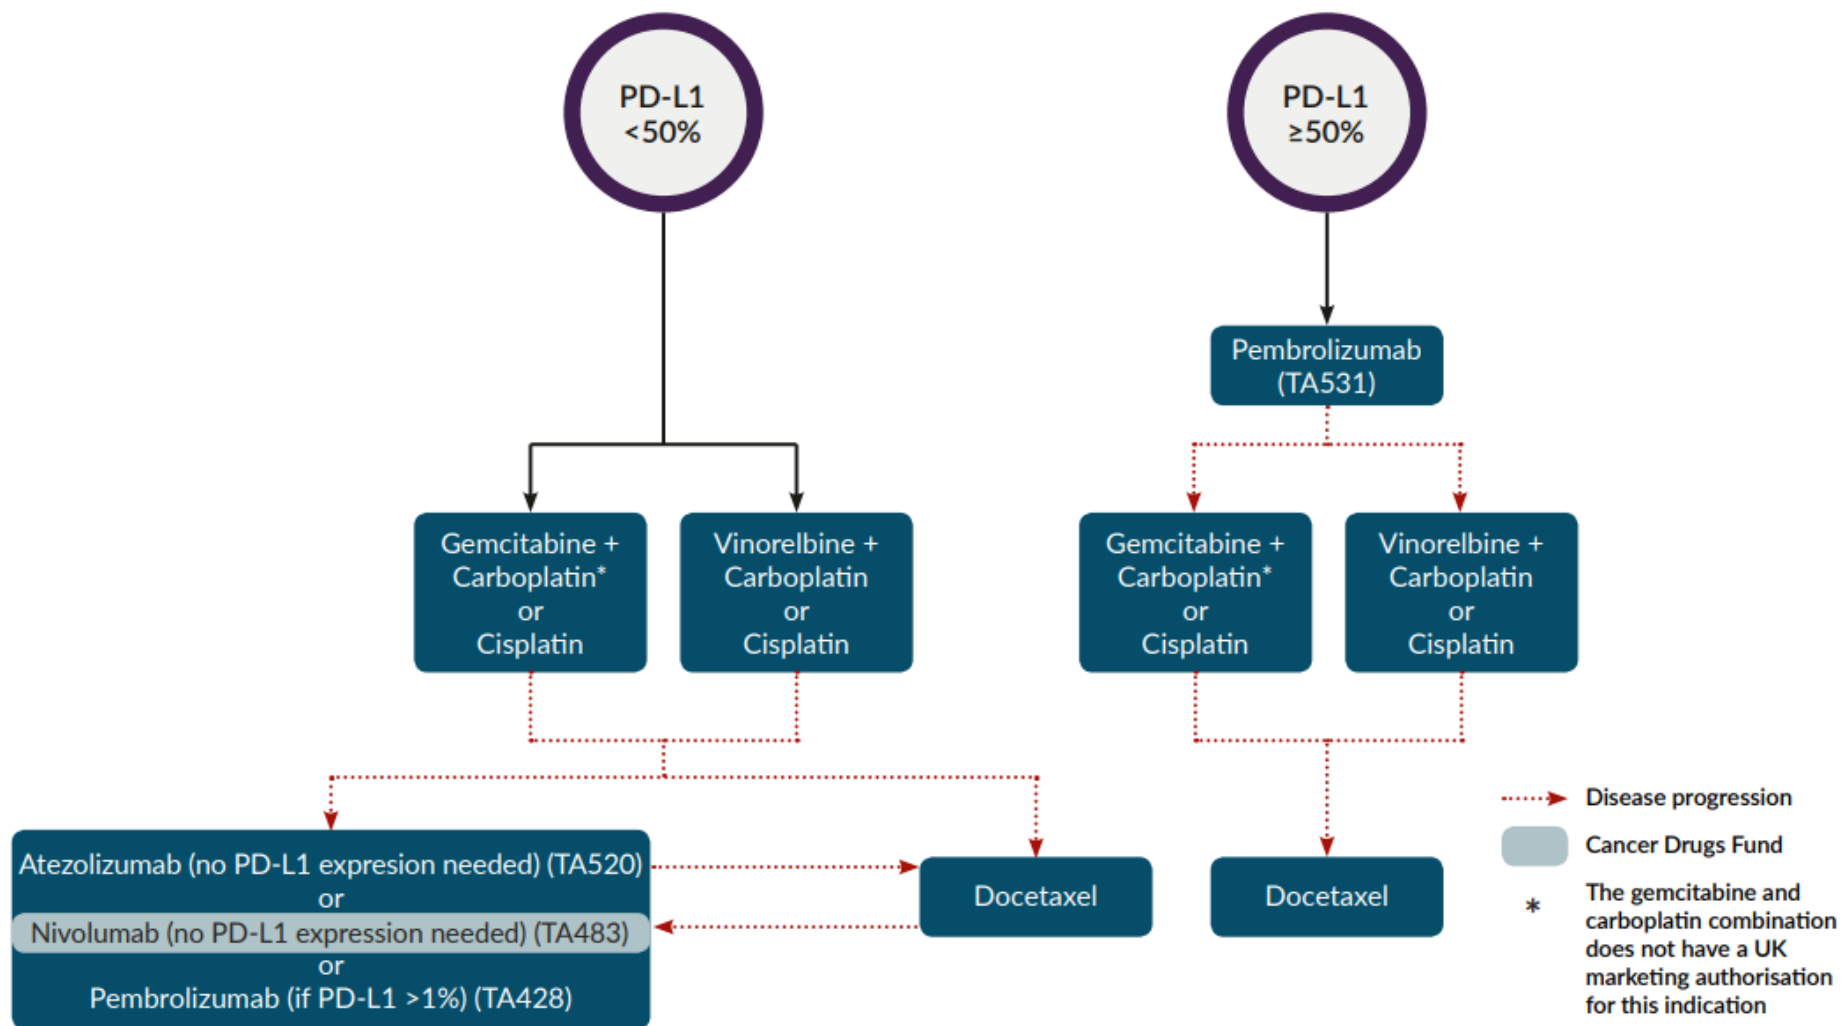 PD-L1
<50%
PD-L1
≥50%
Pembrolizumab
(TA531)
Gemcitabine +
Carboplatin*
or
Cisplatin
Vinorelbine +
Carboplatin
or
Cisplatin
Gemcitabine +
Carboplatin*
or
Cisplatin
Vinorelbine +
Carboplatin
or
Cisplatin
Atezolizumab (no PD-L1 expresion needed) (TA520)
or
Nivolumab (no PD-L1 expression needed) (TA483)
or
Pembrolizumab (if PD-L1 >1%) (TA428)
Docetaxel
Docetaxel
Disease progression
Cancer Drugs Fund
* The gemcitabine and
carboplatin combination
does not have a UK
marketing authorisation
for this indication